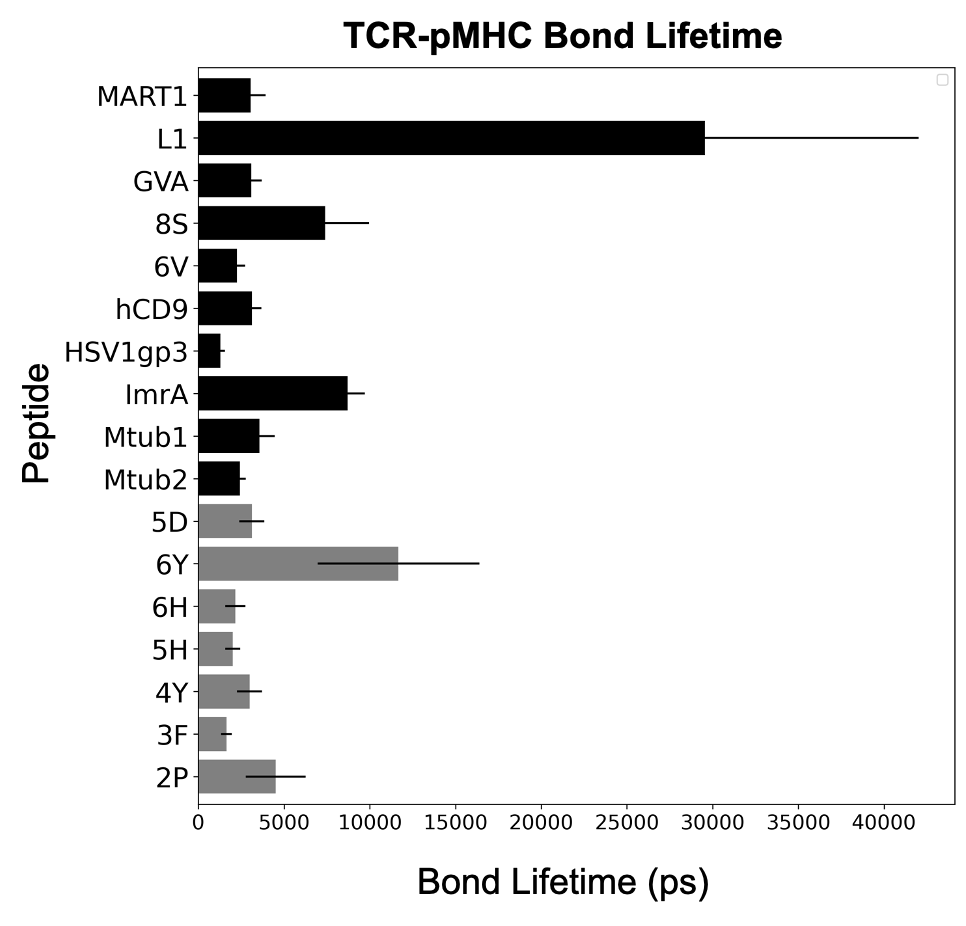 TCR-pMHC Bond Lifetime
MART1
L1
GVA
8S
6V
hCD9
HSV1gp3
ImrA
Mtub1
Mtub2
5D
6Y
6H
5H
4Y
3F
2P
Peptide
0 5000 10000 15000 20000 25000 30000 35000 40000
Bond Lifetime (ps)